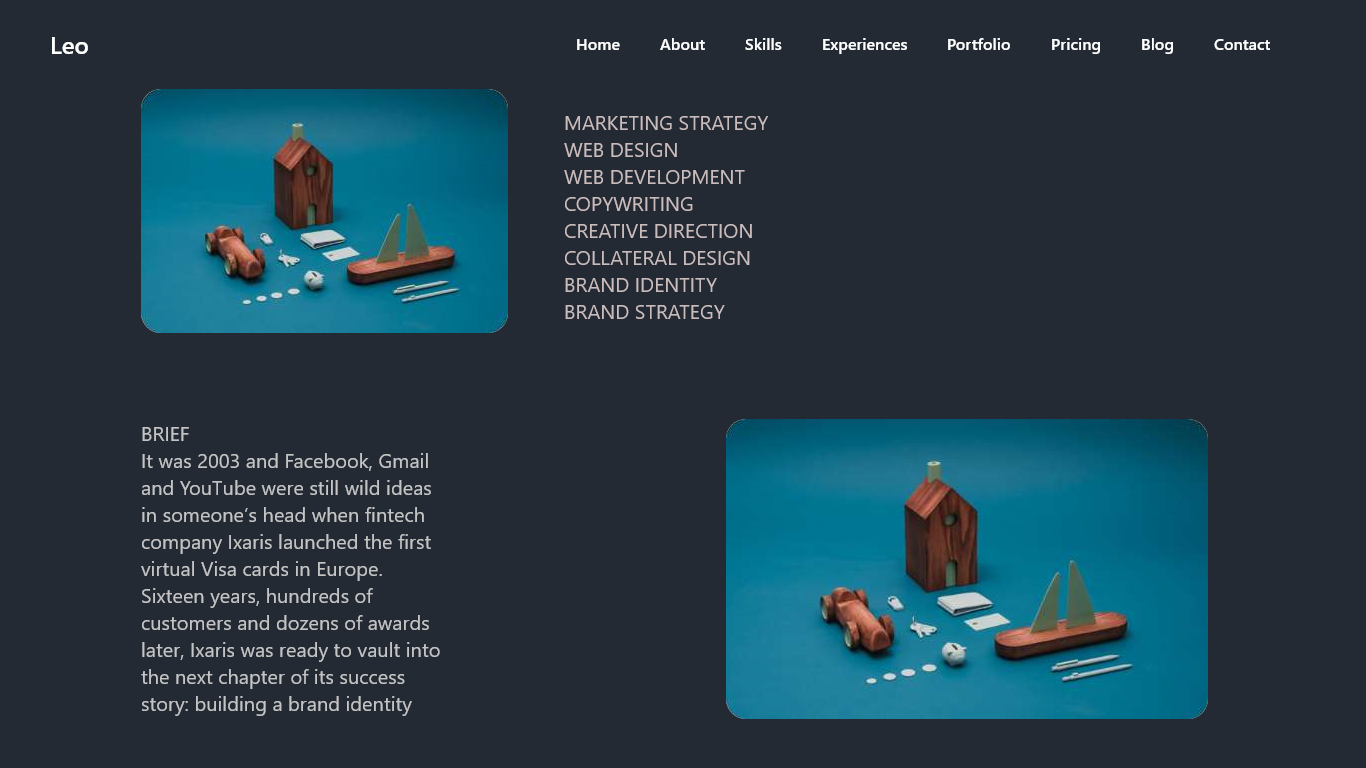 Leo
Home About Skills Experiences Portfolio Pricing Blog Contact
MARKETING STRATEGY
WEB DESIGN
WEB DEVELOPMENT
COPYWRITING
CREATIVE DIRECTION
COLLATERAL DESIGN
BRAND IDENTITY
BRAND STRATEGY
BRIEF
It was 2003 and Facebook, Gmail
and YouTube were still wild ideas
in someone’s head when fintech
company Ixaris launched the first
virtual Visa cards in Europe.
Sixteen years, hundreds of
customers and dozens of awards
later, Ixaris was ready to vault into
the next chapter of its success
story: building a brand identity